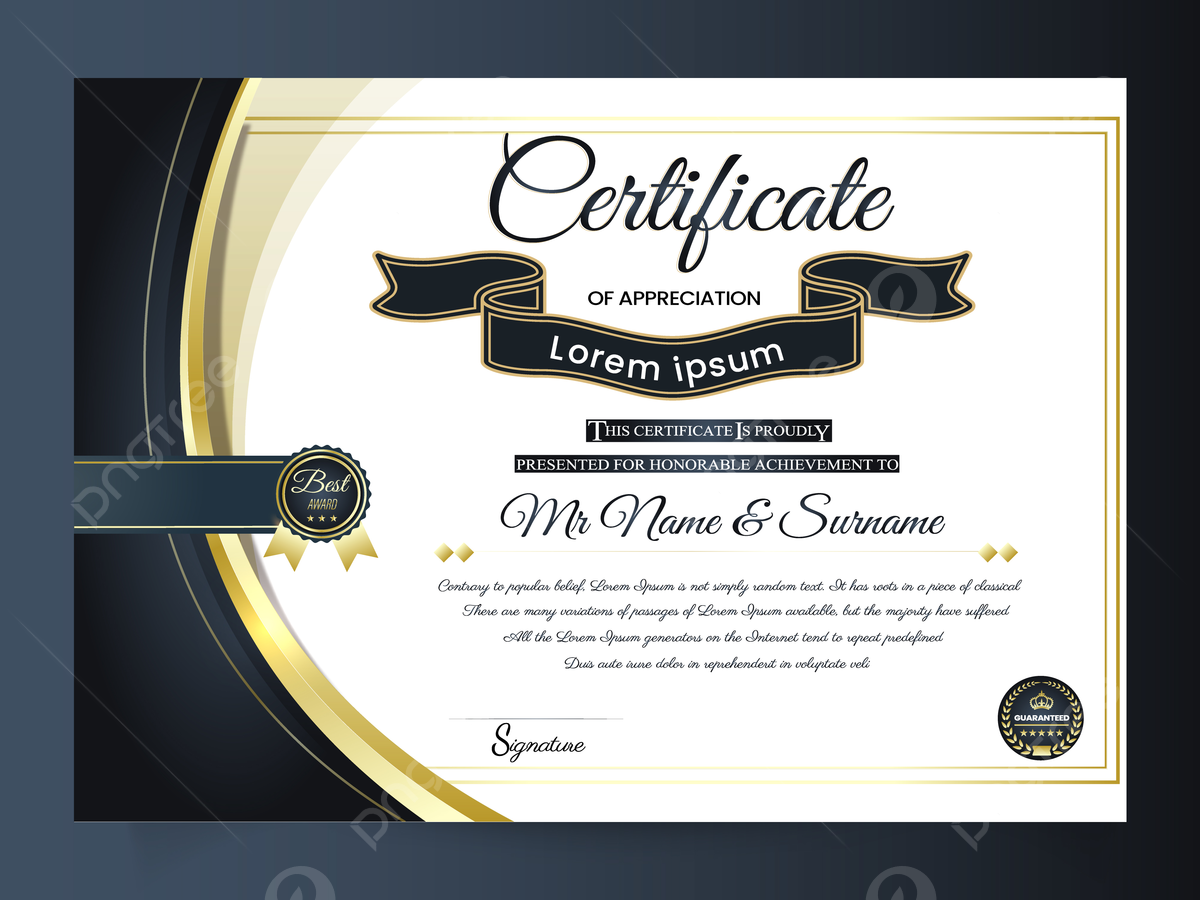 Certificate
OF APPRECIATION
Lorem ipsum
THIS CERTIFICATE IS PROUDLY
PRESENTED FOR HONORABLE ACHIEVEMENT TO
Best
AWARD
Mr Name & Surname
Contrary to popular belief, Lorem Ipsum is not simply random text. It has roots in a piece of classical
There are many variations of passages of Lorem Ipsum available, but the majority have suffered
All the Lorem Ipsum generators on the Internet tend to repeat predefined
Duis aute irure dolor in reprehenderit in voluptate veli
GUARANTEED
Signature
pngtree